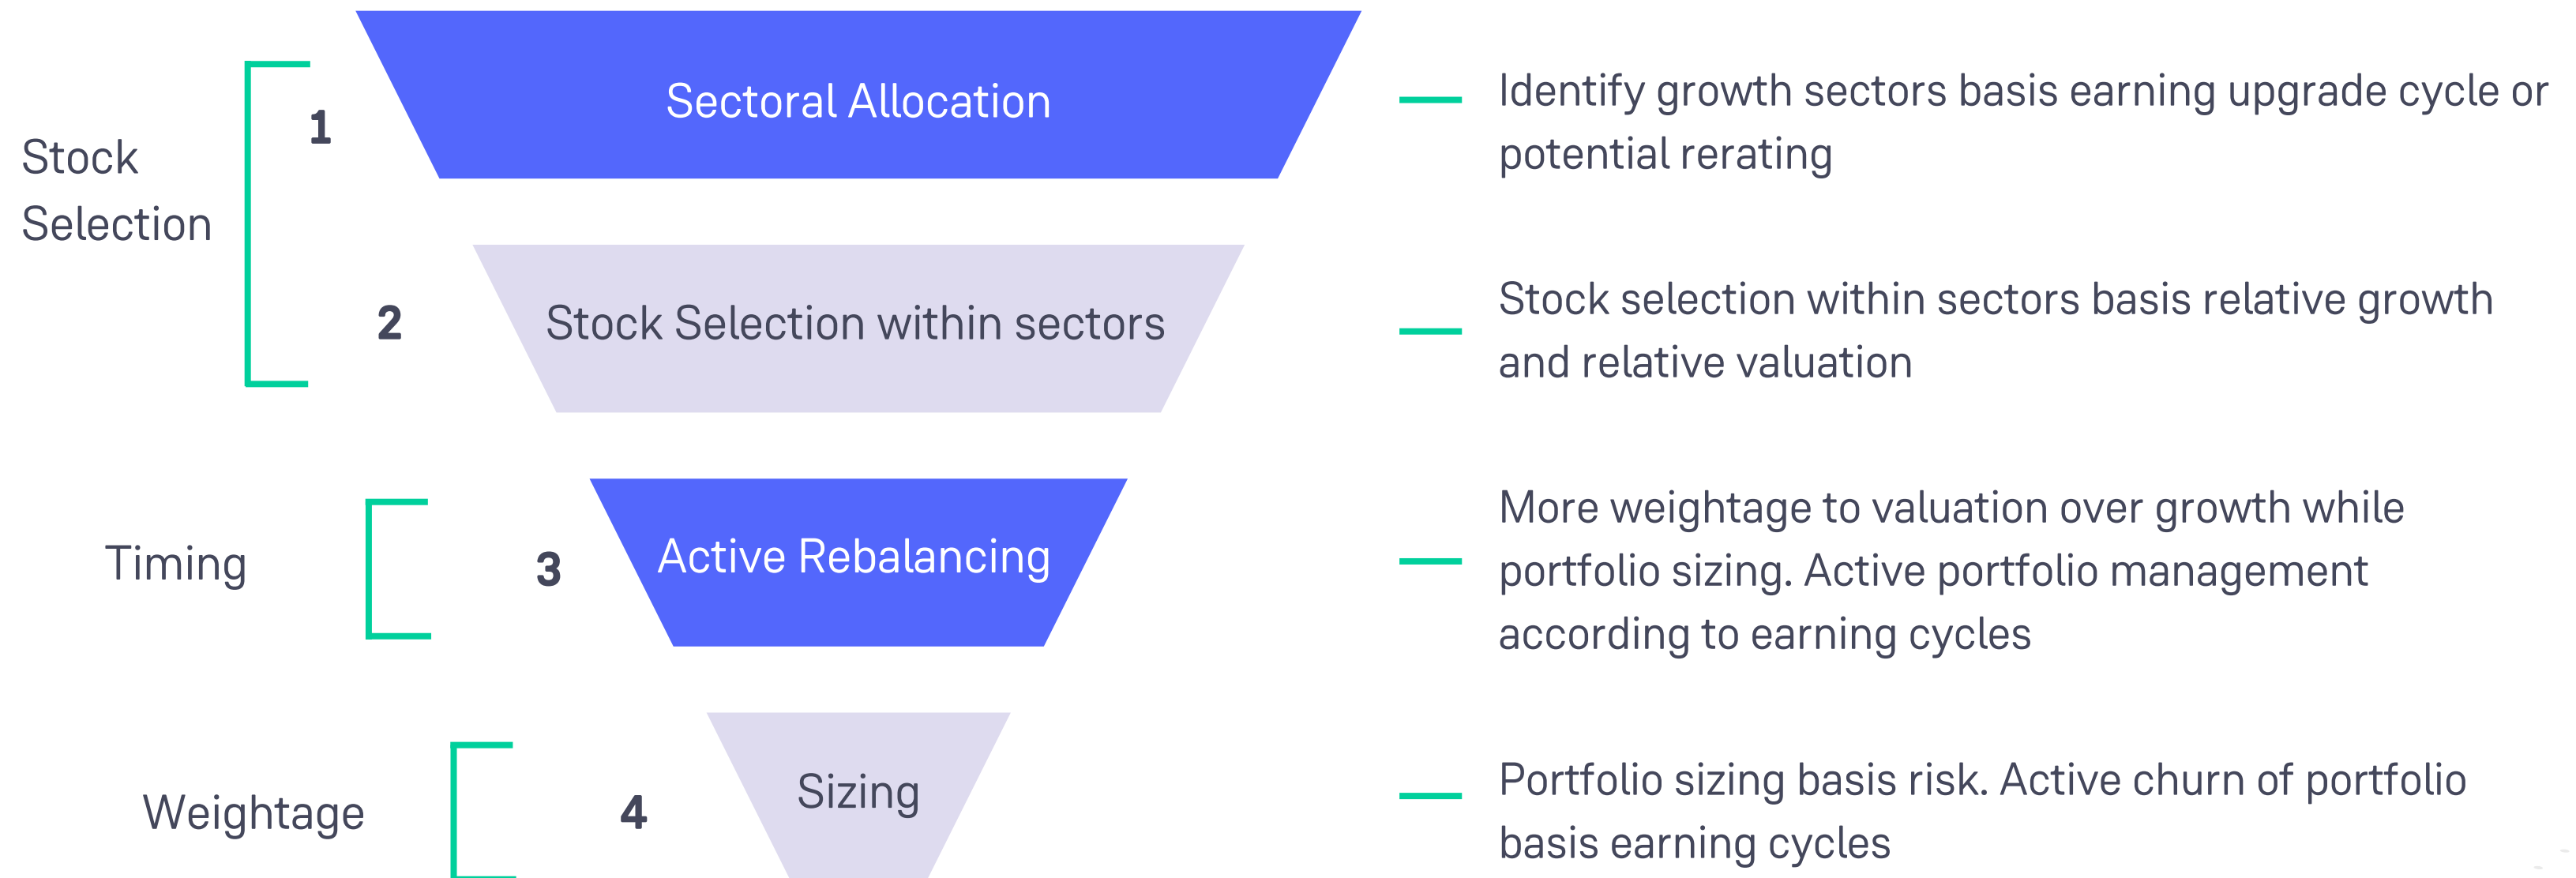 Stock
Selection
1
Sectoral Allocation
Identify growth sectors basis earning upgrade cycle or
potential rerating
2
Stock Selection within sectors
Stock selection within sectors basis relative growth
and relative valuation
Timing
3
Active Rebalancing
More weightage to valuation over growth while
portfolio sizing. Active portfolio management
according to earning cycles
Weightage
4
Sizing
Portfolio sizing basis risk. Active churn of portfolio
basis earning cycles